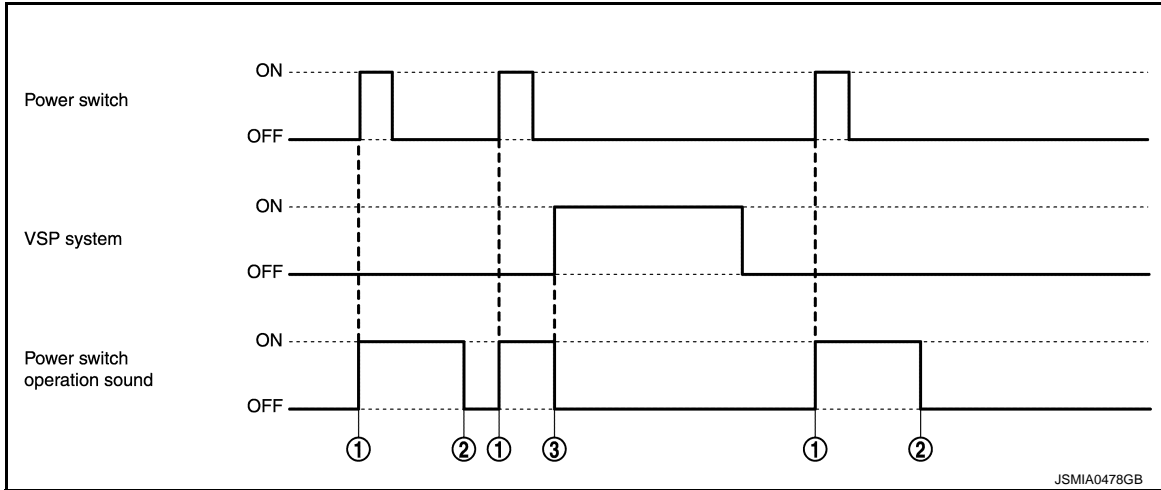 ON
Power switch
OFF
ON
VSP system
OFF
ON
Power switch
operation sound
OFF
① ② ① ③ ① ②
JSMIA0478GB